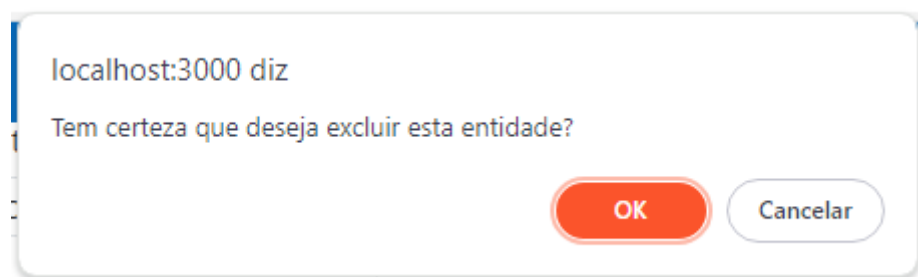 localhost:3000 diz
Tem certeza que deseja excluir esta entidade?
OK
Cancelar